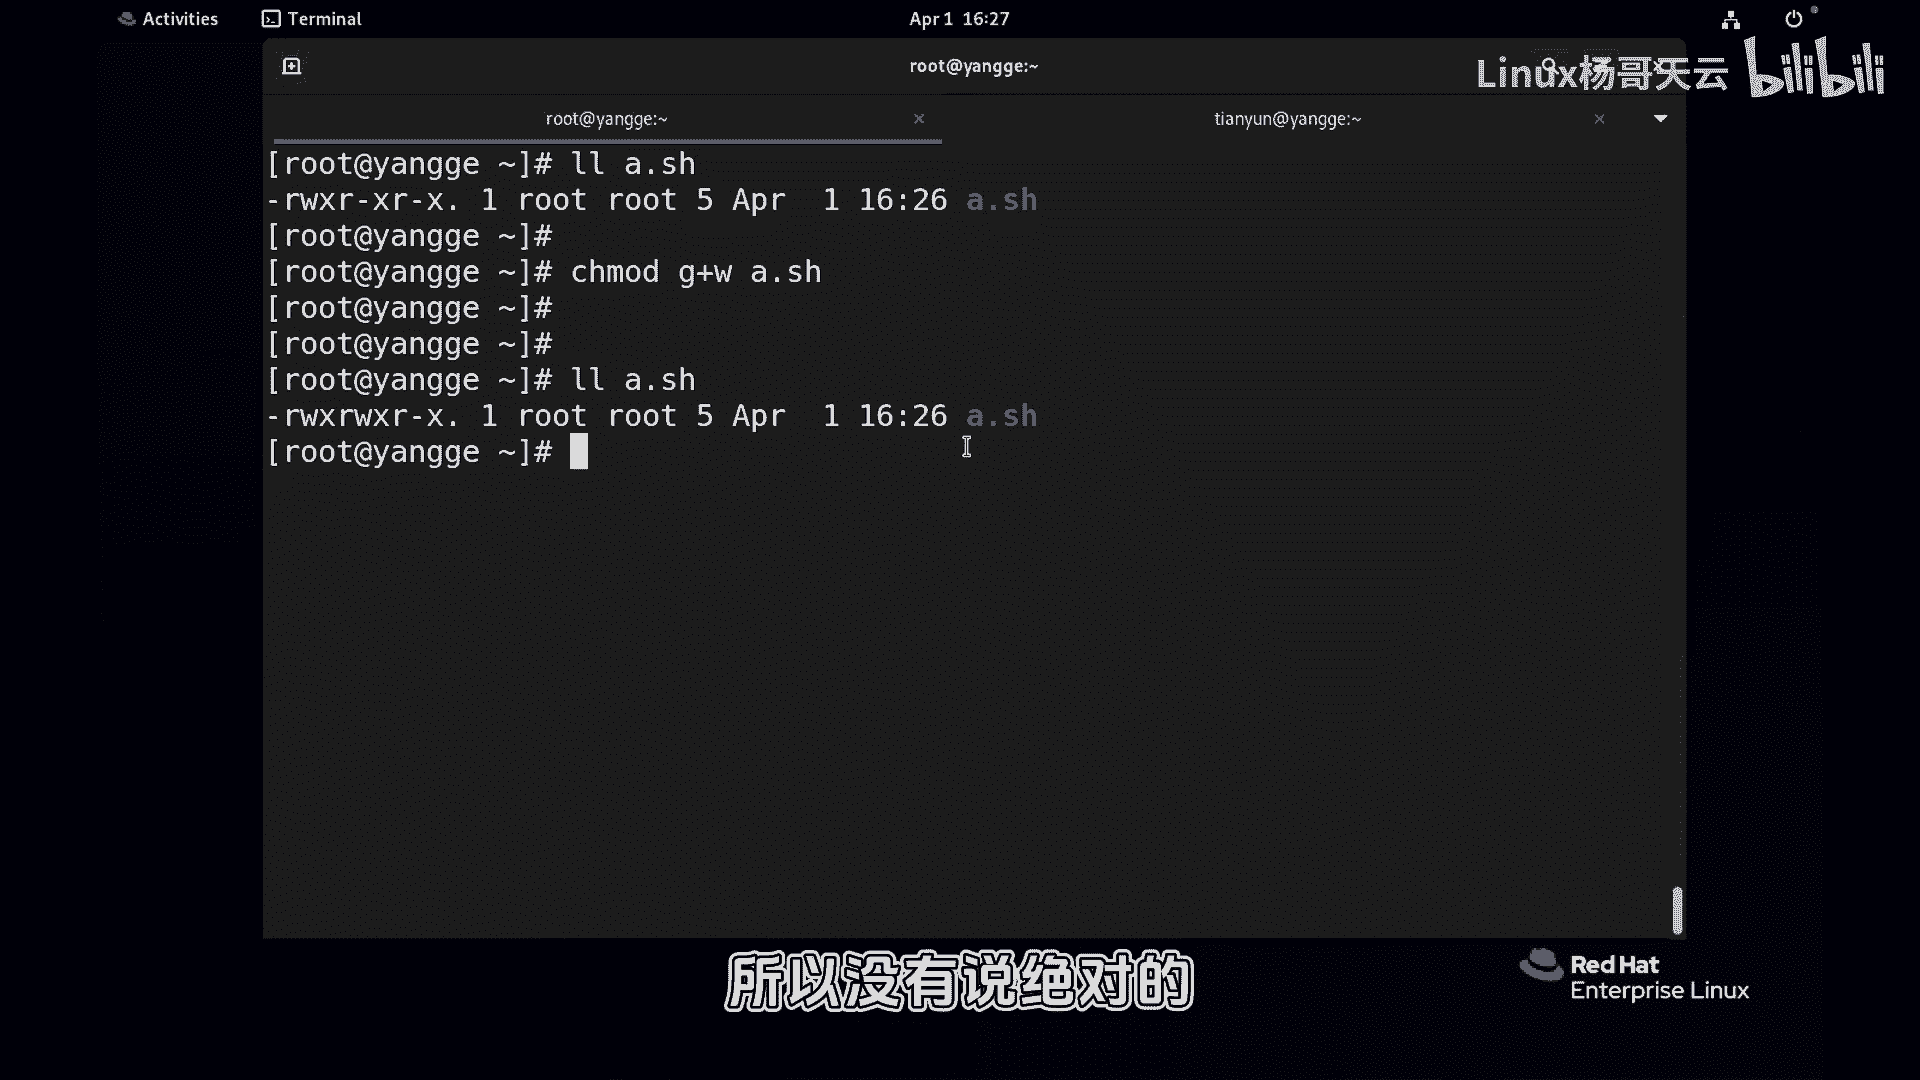 Activities Terminal Apr 1 16:27
root@yangge:~
Linux杨哥天云 bilibili
root@yangge:~ × tianyun@yangge:~ ×
[root@yangge ~]# ll a.sh
-rwxr-xr-x. 1 root root 5 Apr  1 16:26 a.sh
[root@yangge ~]#
[root@yangge ~]# chmod g+w a.sh
[root@yangge ~]#
[root@yangge ~]#
[root@yangge ~]# ll a.sh
-rwxrwxr-x. 1 root root 5 Apr  1 16:26 a.sh
[root@yangge ~]#
所以没有说绝对的
Red Hat
Enterprise Linux